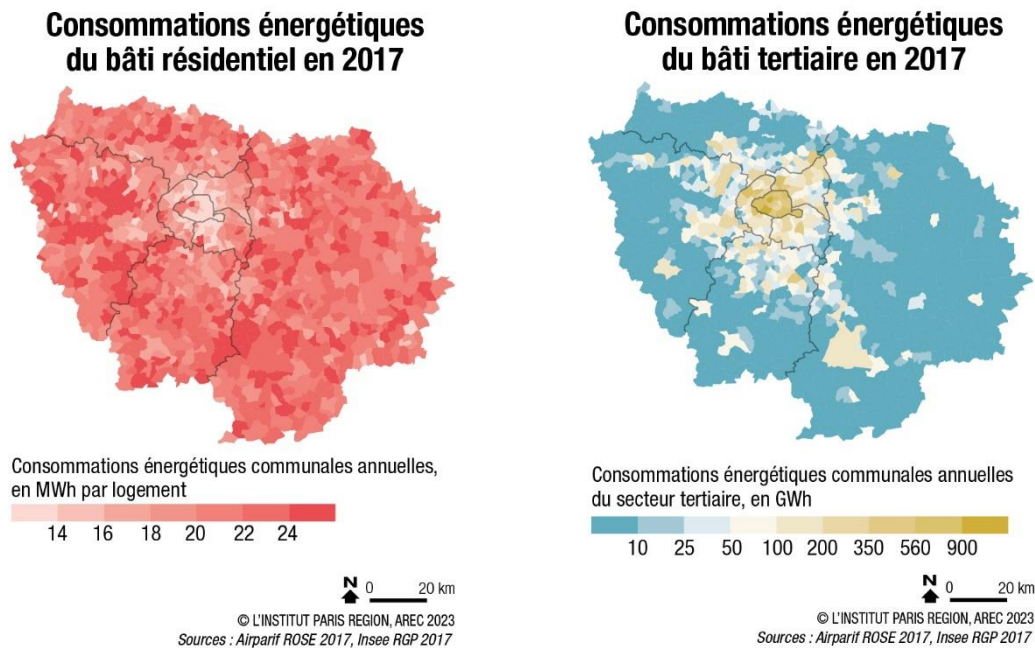 Consommations énergétiques
du bâti résidentiel en 2017
Consommations énergétiques communales annuelles,
en MWh par logement
14 16 18 20 22 24
N 0 20 km
© L'INSTITUT PARIS REGION, AREC 2023
Sources : Airparif ROSE 2017, Insee RGP 2017
Consommations énergétiques
du bâti tertiaire en 2017
Consommations énergétiques communales annuelles
du secteur tertiaire, en GWh
10 25 50 100 200 350 560 900
N 0 20 km
© L'INSTITUT PARIS REGION, AREC 2023
Sources : Airparif ROSE 2017, Insee RGP 2017